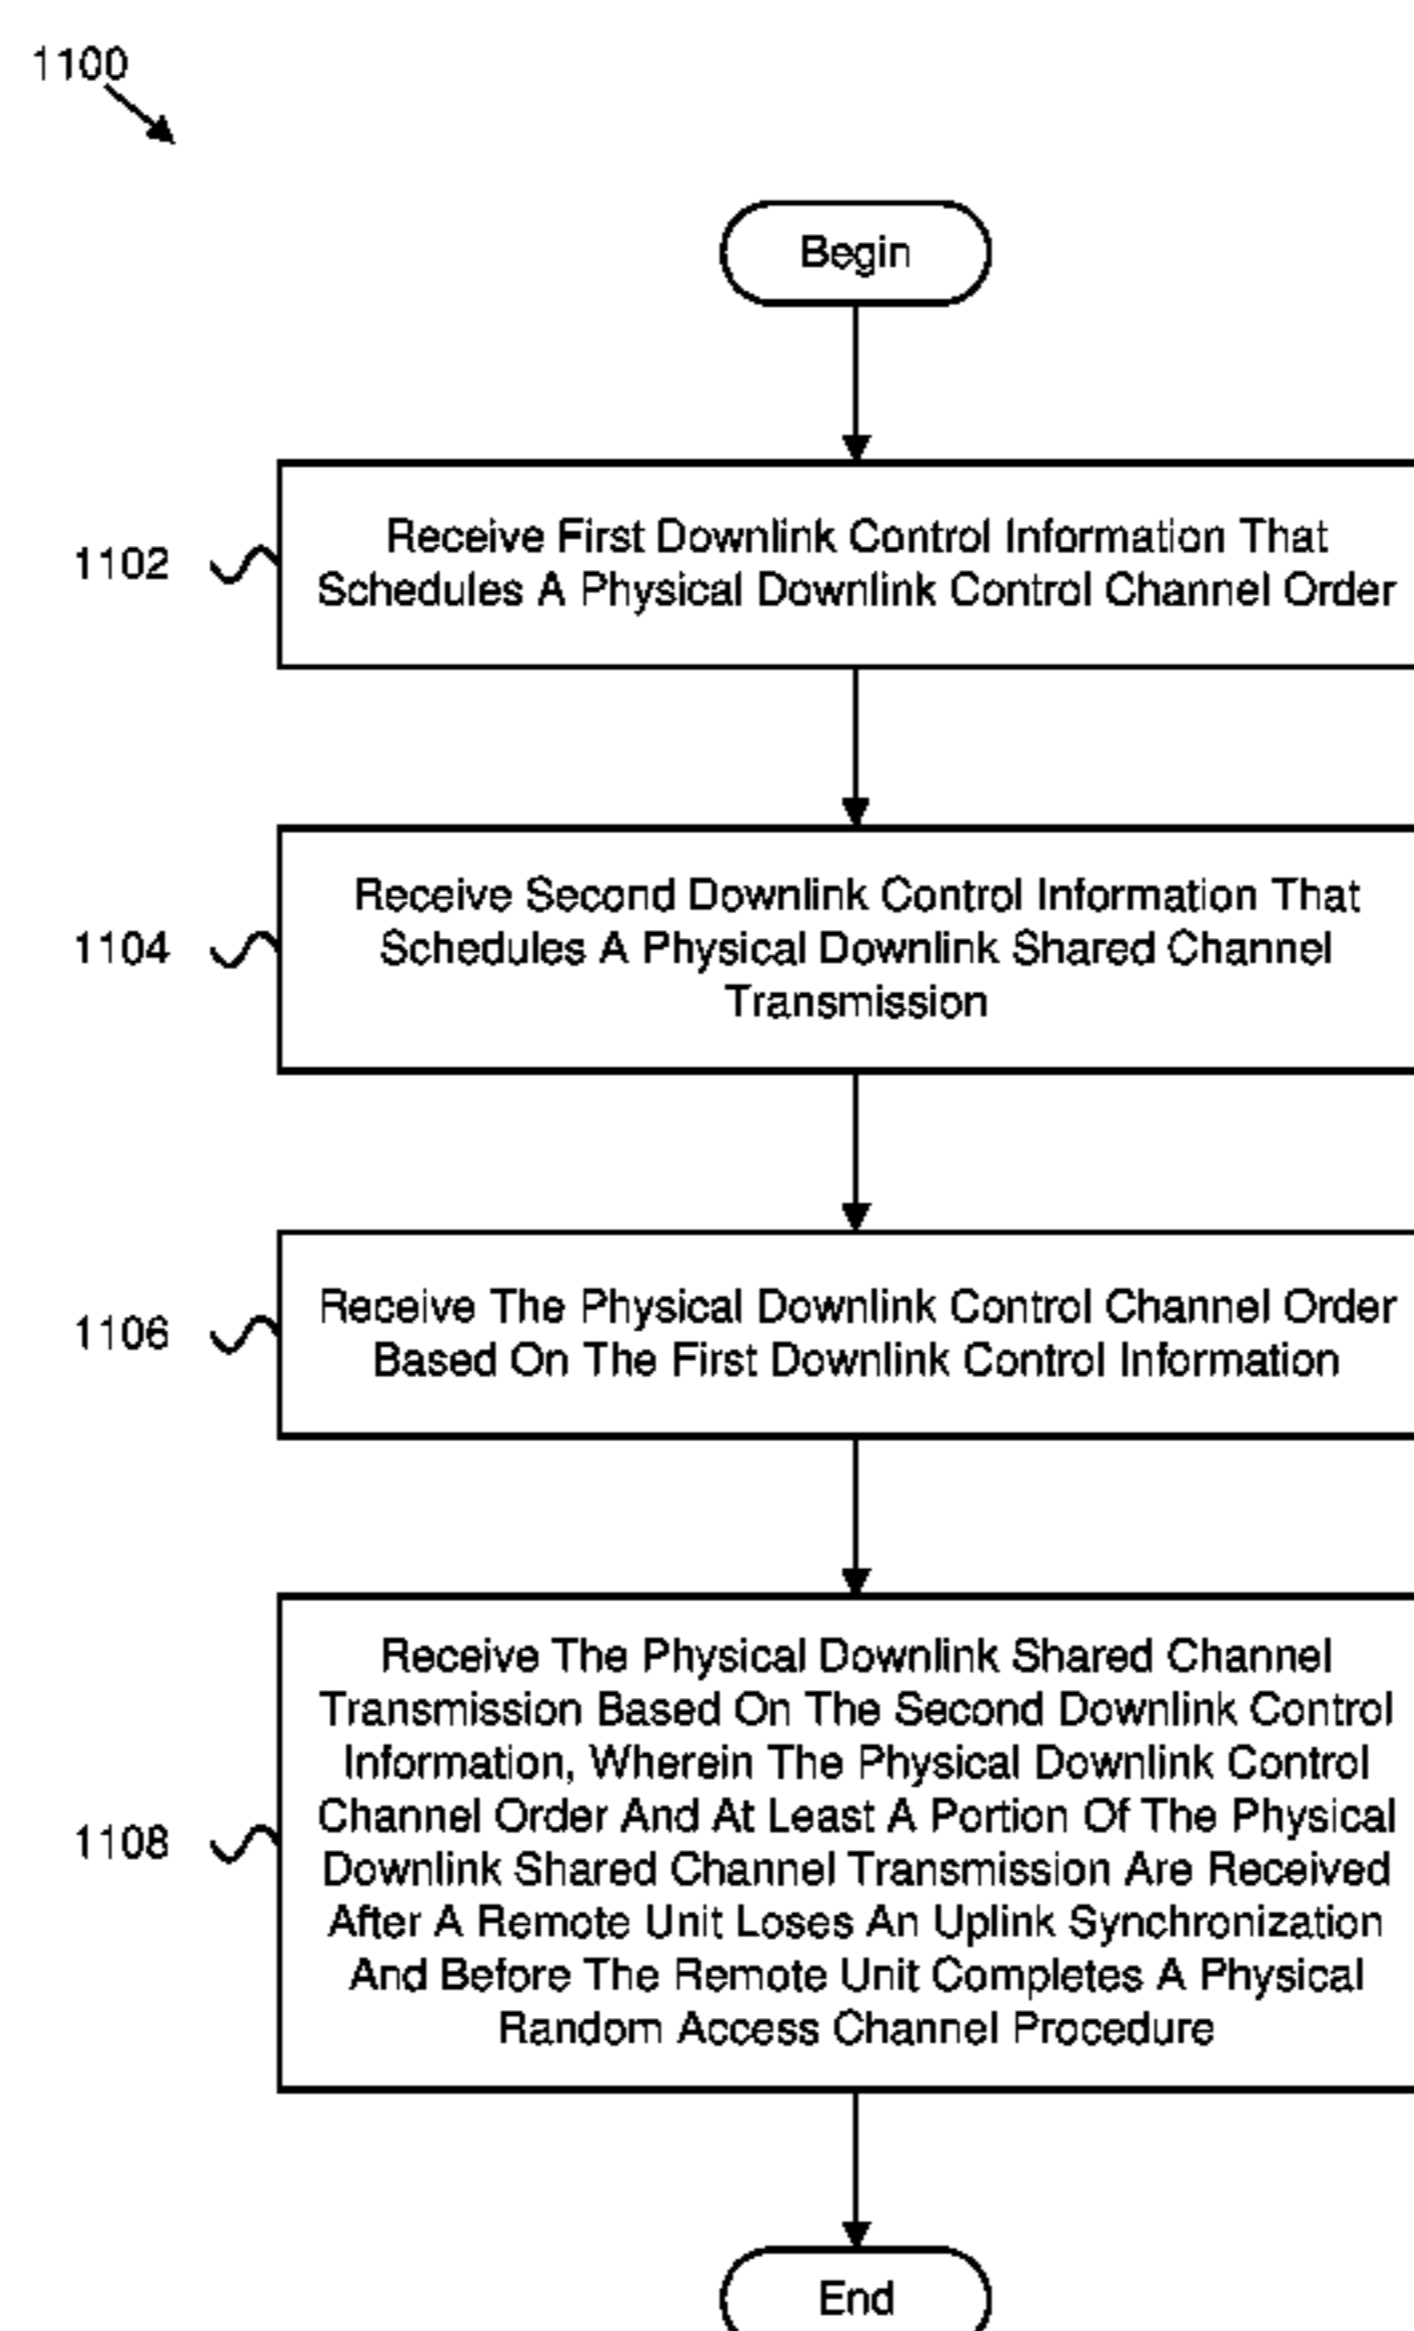 1100
Begin
1102
Receive First Downlink Control Information That
Schedules A Physical Downlink Control Channel Order
1104
Receive Second Downlink Control Information That
Schedules A Physical Downlink Shared Channel
Transmission
1106
Receive The Physical Downlink Control Channel Order
Based On The First Downlink Control Information
1108
Receive The Physical Downlink Shared Channel
Transmission Based On The Second Downlink Control
Information, Wherein The Physical Downlink Control
Channel Order And At Least A Portion Of The Physical
Downlink Shared Channel Transmission Are Received
After A Remote Unit Loses An Uplink Synchronization
And Before The Remote Unit Completes A Physical
Random Access Channel Procedure
End